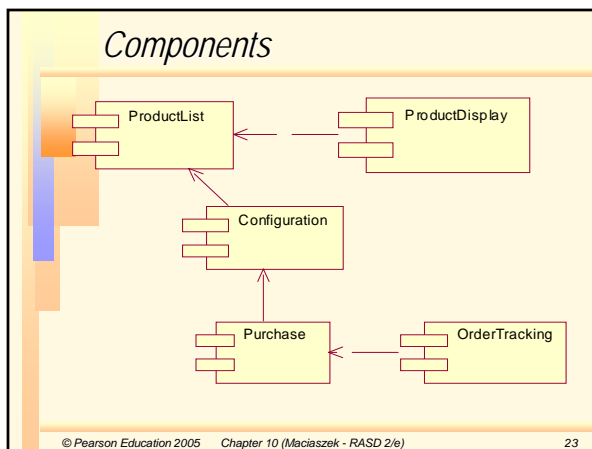 Components
ProductList
ProductDisplay
Configuration
Purchase
OrderTracking
© Pearson Education 2005 Chapter 10 (Maciaszek - RASD 2/e) 23